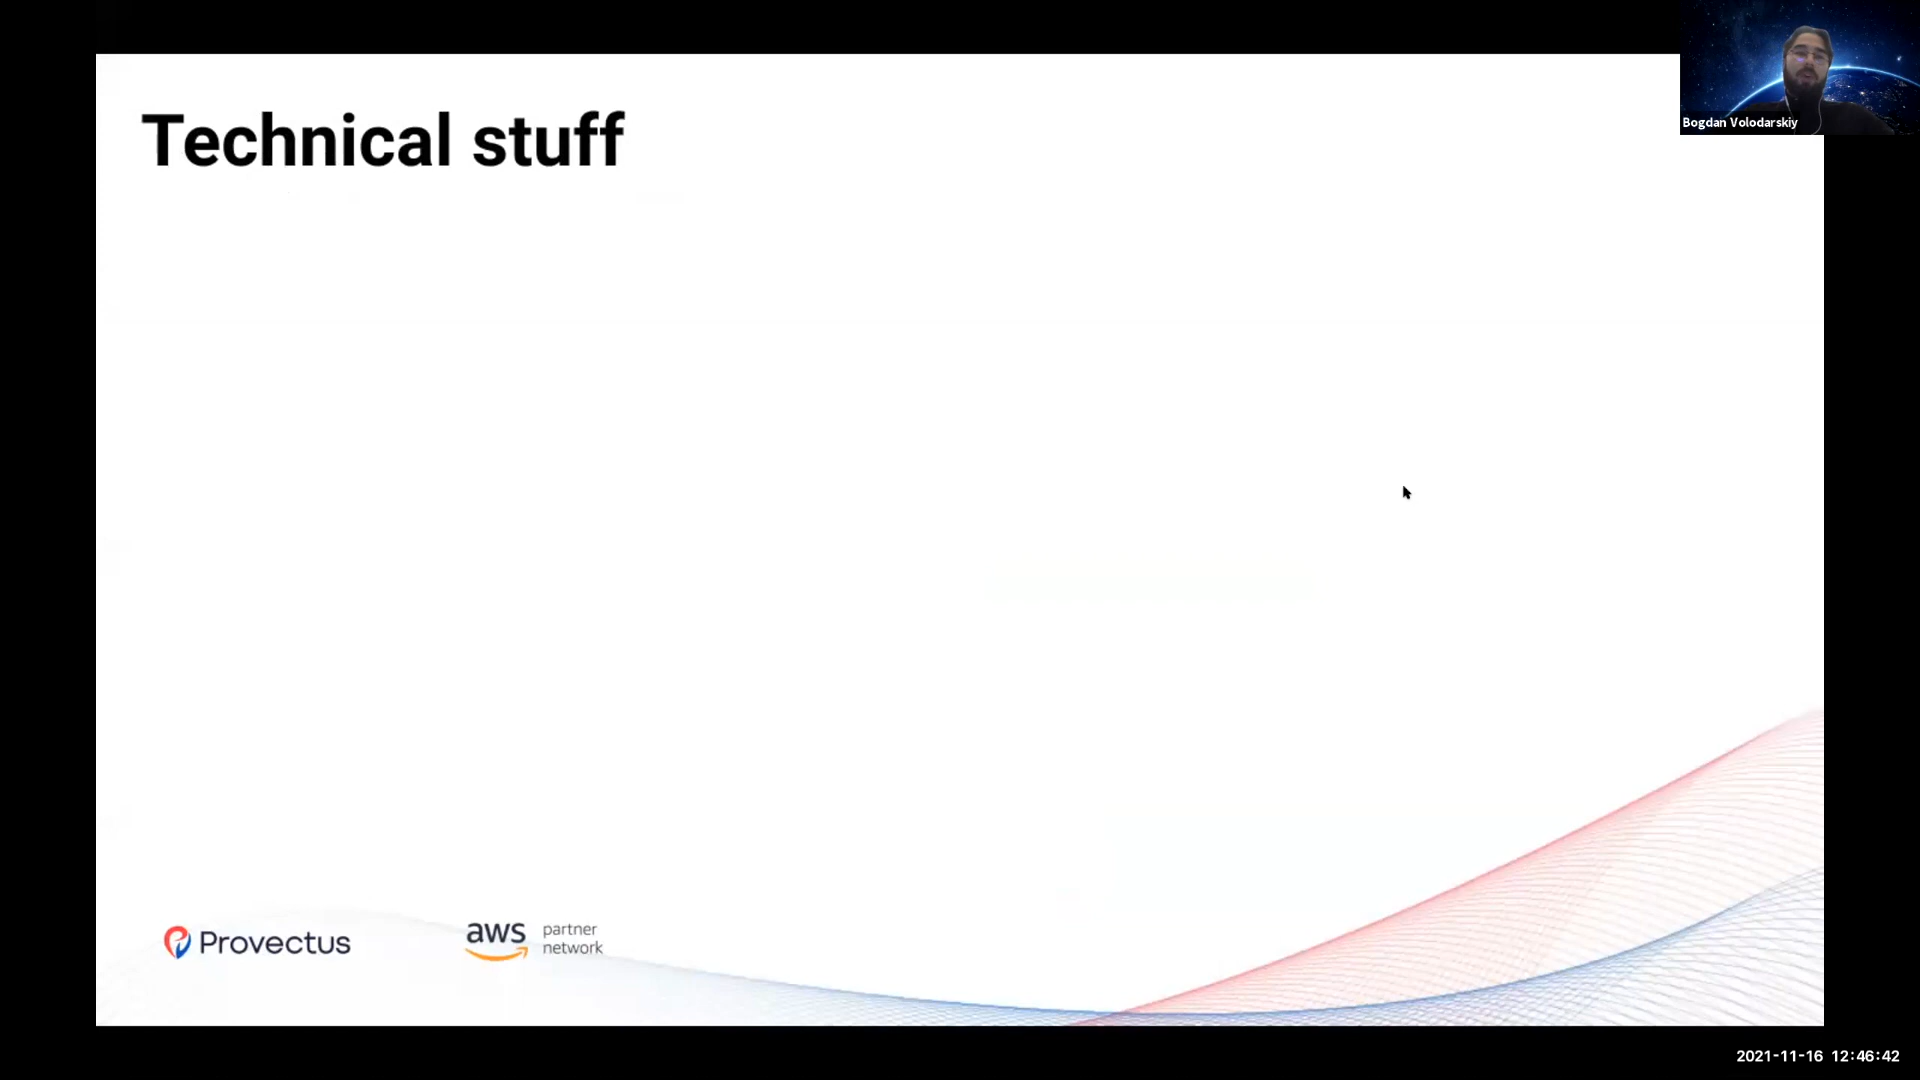 Technical stuff
Bogdan Volodarskiy
Provectus
aws partner
network
2021-11-16 12:46:42